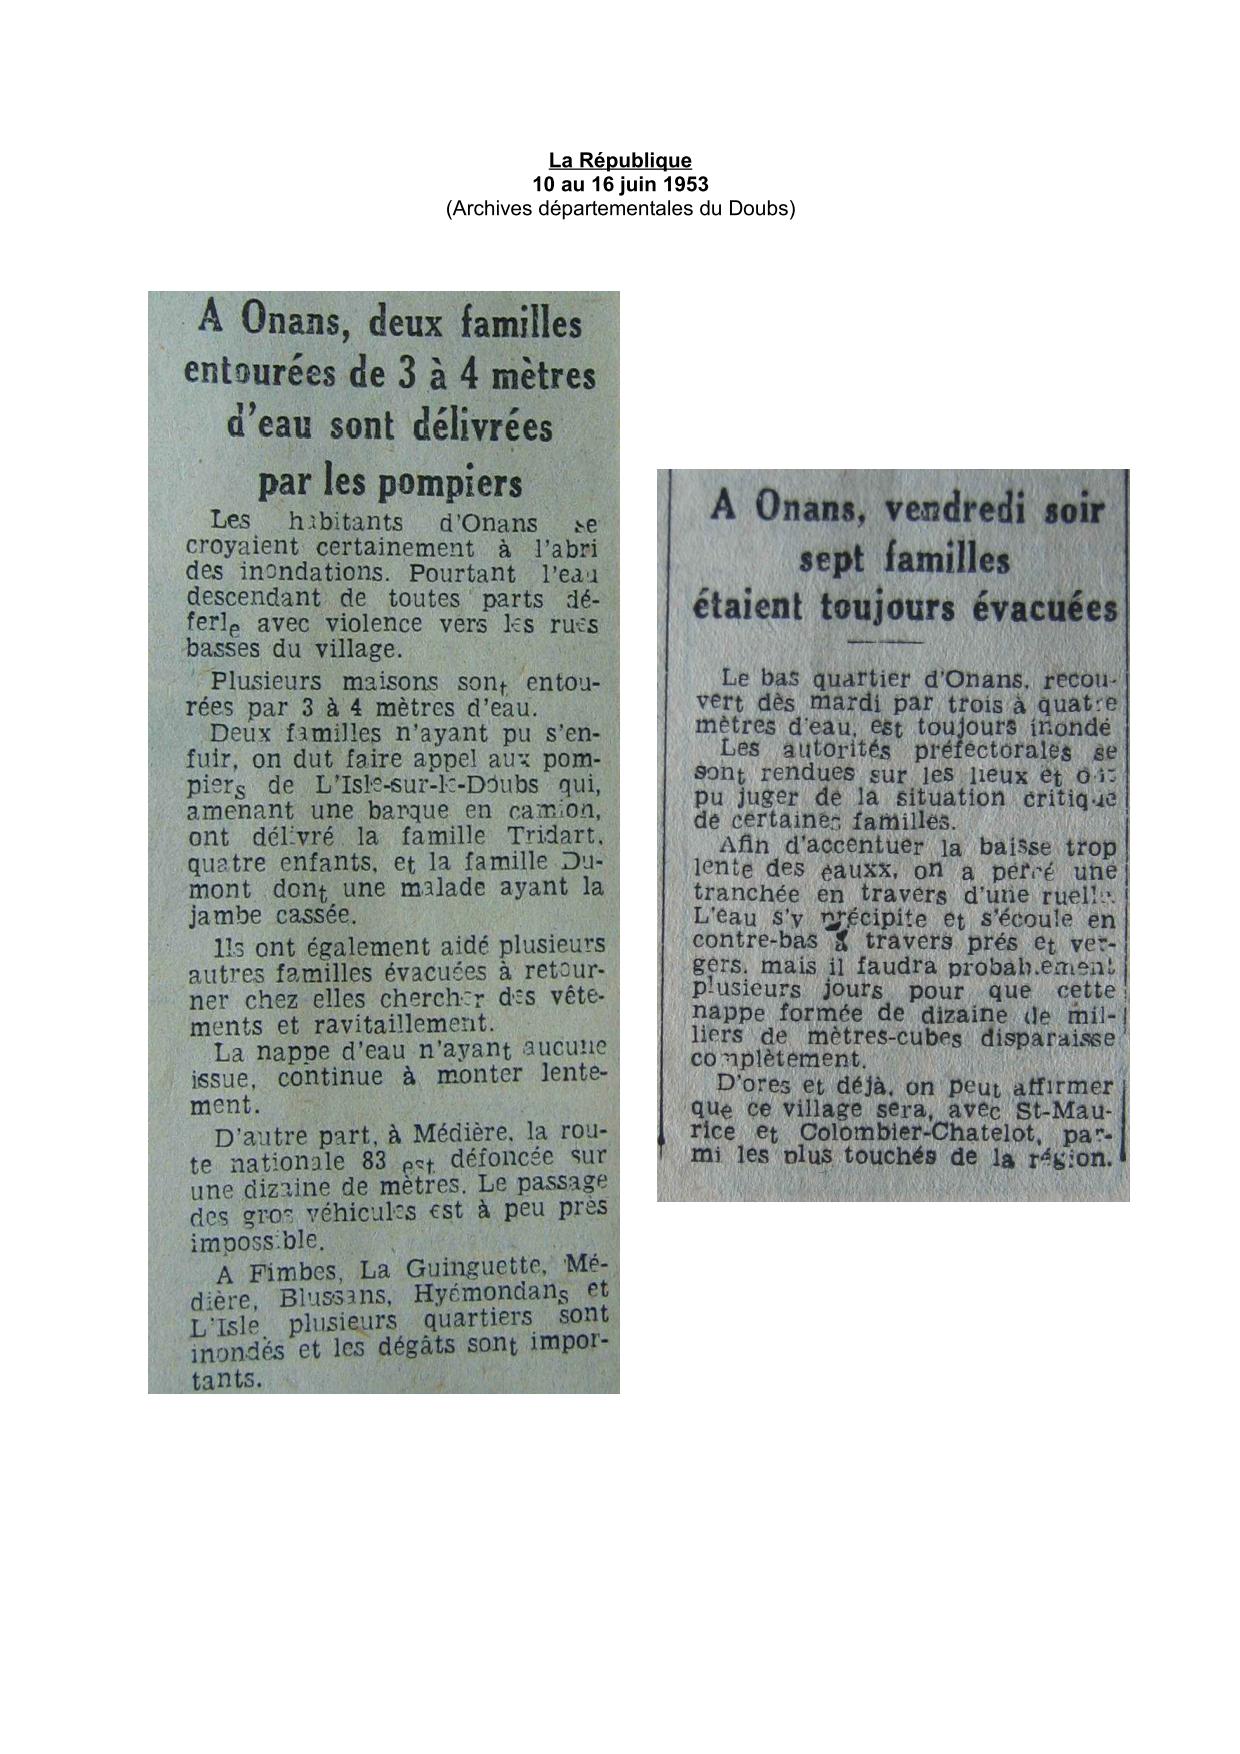 La République
10 au 16 juin 1953
(Archives départementales du Doubs)
A Onans, deux familles
entourées de 3 à 4 mètres
d'eau sont délivrées
par les pompiers
Les habitants d'Onans se
croyaient certainement à l'abri
des inondations. Pourtant l'eau
descendant de toutes parts dé-
ferle avec violence vers les rues
basses du village.
Plusieurs maisons sont entou-
rées par 3 à 4 mètres d'eau.
Deux familles n'ayant pu s'en-
fuir, on dut faire appel aux pom-
piers de L'Isle-sur-le-Doubs qui,
amenant une barque en camion,
ont délivré la famille Tridart,
quatre enfants, et la famille Du-
mont dont une malade ayant la
jambe cassée.
Ils ont également aidé plusieurs
autres familles évacuées à retour-
ner chez elles chercher des vête-
ments et ravitaillement.
La nappe d'eau n'ayant aucune
issue, continue à monter lente-
ment.
D'autre part, à Médière, la rou-
te nationale 83 est défoncée sur
une dizaine de mètres. Le passage
des gros véhicules est à peu près
impossible.
A Fimbes, La Guinguette, Mé-
dière, Blussans, Hyémondans et
L'Isle plusieurs quartiers sont
inondés et les dégâts sont impor-
tants.
A Onans, vendredi soir
sept familles
étaient toujours évacuées
Le bas quartier d'Onans, recou-
vert dès mardi par trois à quatre
mètres d'eau, est toujours inondé
Les autorités préfectorales se
sont rendues sur les lieux et ont
pu juger de la situation critique
de certaines familles.
Afin d'accentuer la baisse trop
lente des eauxx, on a percé une
tranchée en travers d'une ruelle.
L'eau s'y précipite et s'écoule en
contre-bas à travers prés et ver-
gers, mais il faudra probablement
plusieurs jours pour que cette
nappe formée de dizaine de mil-
liers de mètres-cubes disparaisse
complètement.
D'ores et déjà, on peut affirmer
que ce village sera, avec St-Mau-
rice et Colombier-Chatelot, par-
mi les plus touchés de la région.